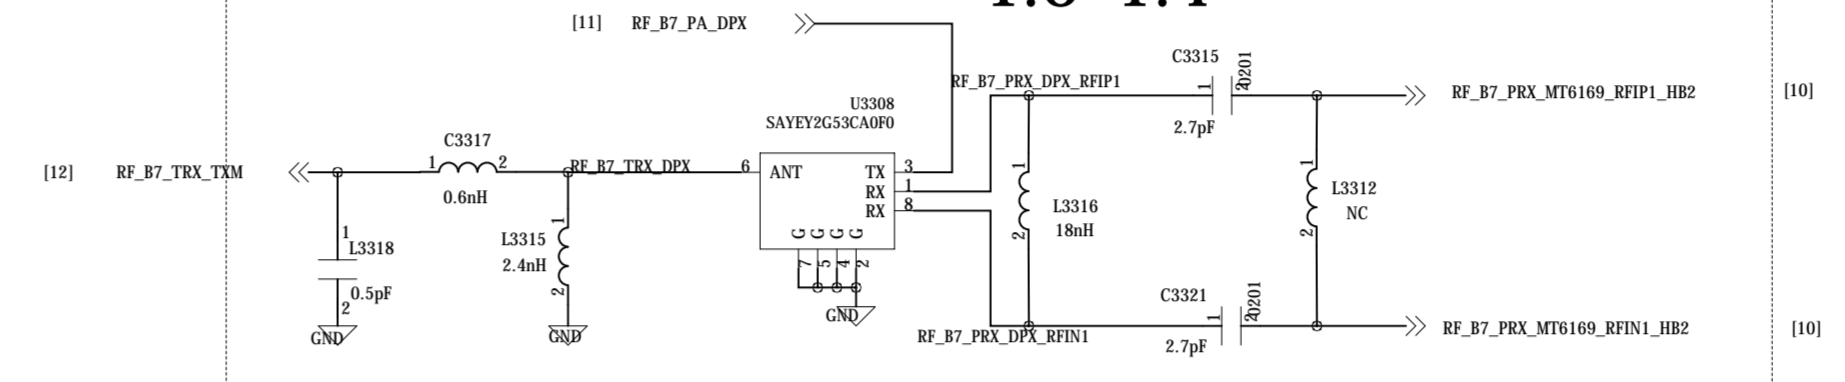 [11] RF_B7_PA_DPX
C3315
0201
RF_B7_PRX_DPX_RFIP1
1
2
RF_B7_PRX_MT6169_RFIP1_HB2
[10]
2.7pF
U3308
SAYEY2G53CA0F0
C3317
[12] RF_B7_TRX_TXM
1
2
0.6nH
RF_B7_TRX_DPX
6
ANT
TX
3
RX
1
RX
8
G G G G
7 5 4 2
GND
1
L3318
0.5pF
2
GND
1
L3315
2.4nH
2
GND
1
L3316
18nH
2
1
L3312
NC
2
C3321
0201
1
2
2.7pF
RF_B7_PRX_DPX_RFIN1
RF_B7_PRX_MT6169_RFIN1_HB2
[10]